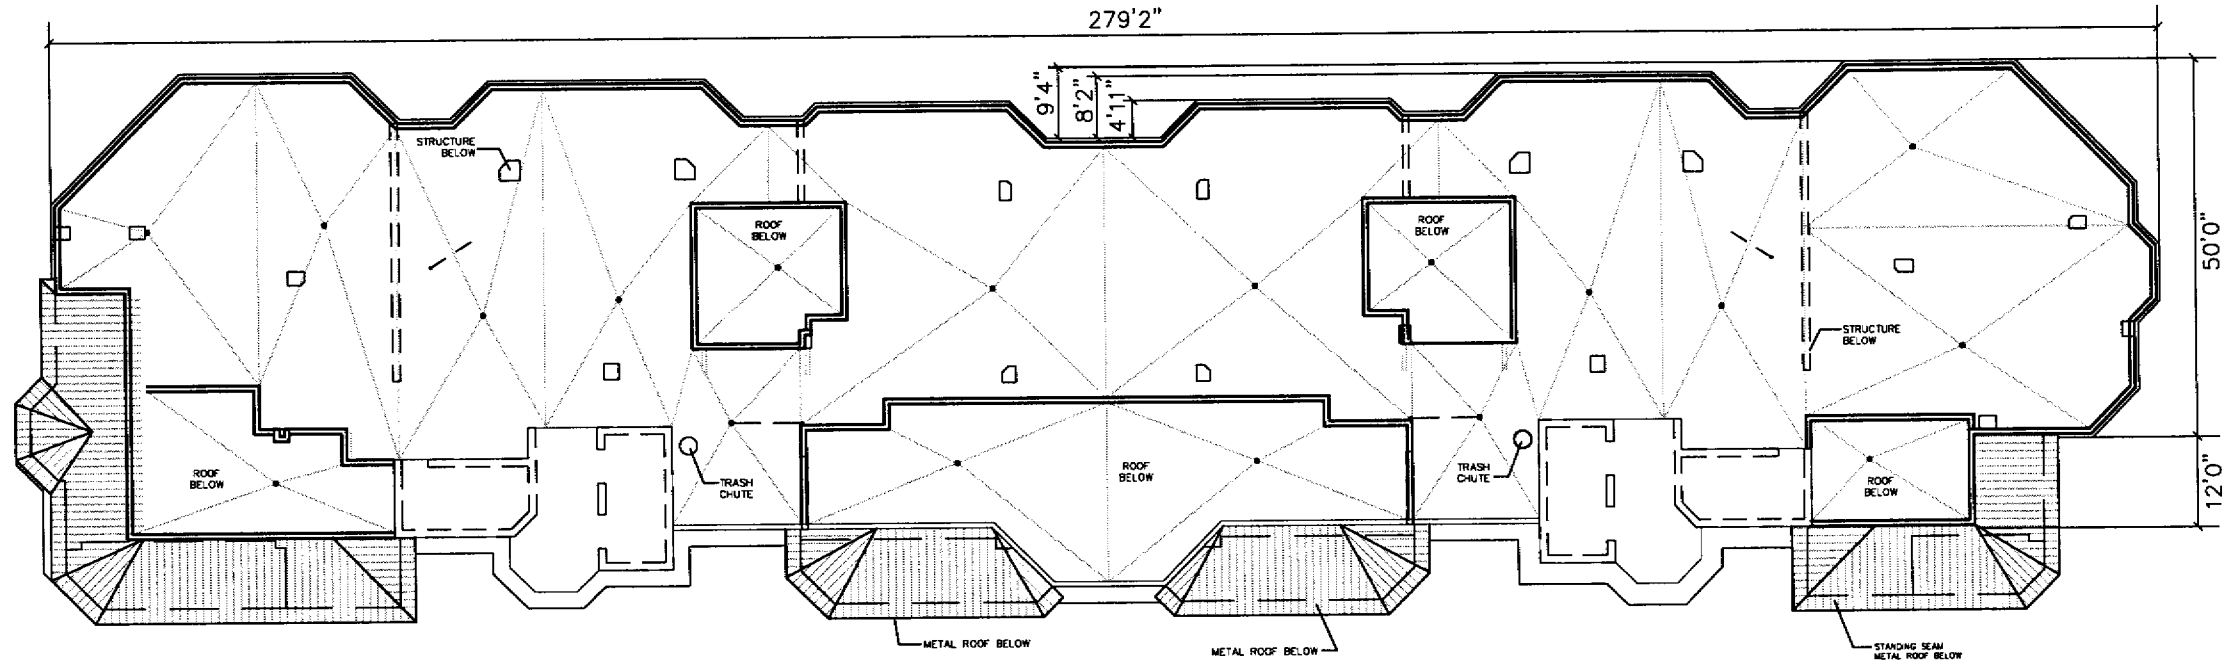 279'2"
9'4"
8'2"
4'11"
STRUCTURE
BELOW
ROOF
BELOW
ROOF
BELOW
50'0"
STRUCTURE
BELOW
ROOF
BELOW
TRASH
CHUTE
ROOF
BELOW
TRASH
CHUTE
ROOF
BELOW
12'0"
METAL ROOF BELOW
METAL ROOF BELOW
STANDING SEAM
METAL ROOF BELOW